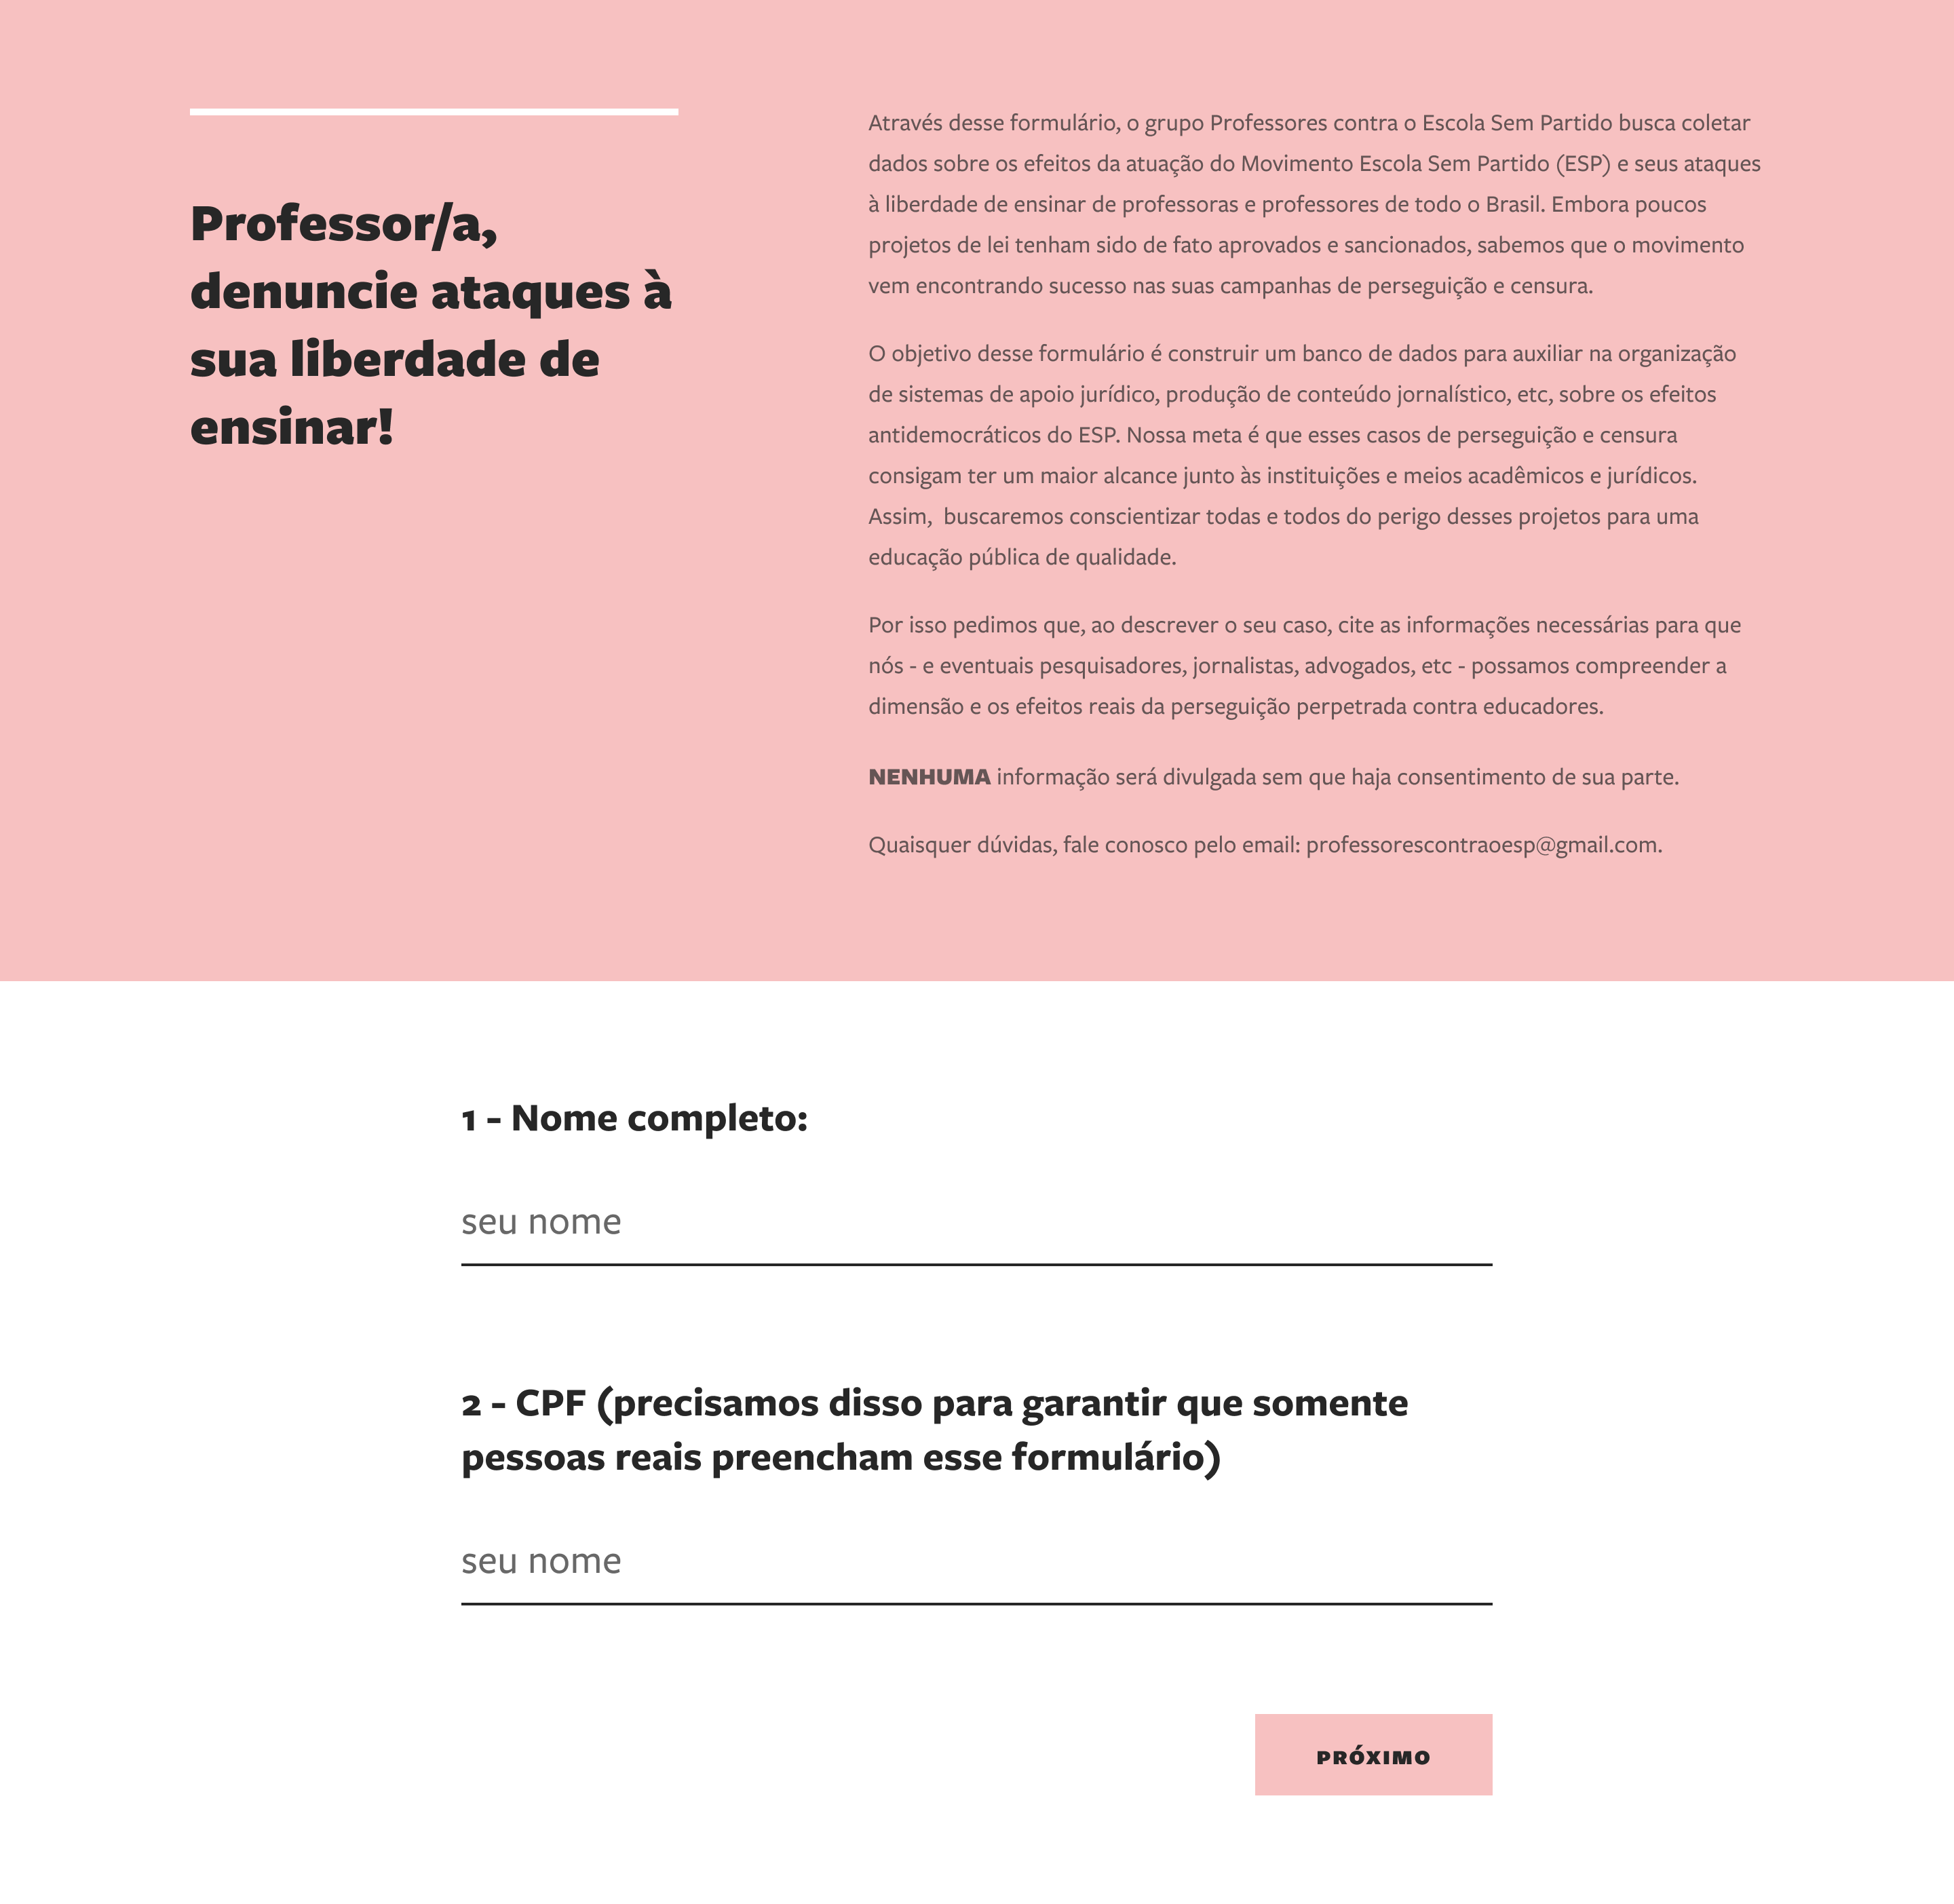 Professor/a,
denuncie ataques à
sua liberdade de
ensinar!
Através desse formulário, o grupo Professores contra o Escola Sem Partido busca coletar
dados sobre os efeitos da atuação do Movimento Escola Sem Partido (ESP) e seus ataques
à liberdade de ensinar de professoras e professores de todo o Brasil. Embora poucos
projetos de lei tenham sido de fato aprovados e sancionados, sabemos que o movimento
vem encontrando sucesso nas suas campanhas de perseguição e censura.
O objetivo desse formulário é construir um banco de dados para auxiliar na organização
de sistemas de apoio jurídico, produção de conteúdo jornalístico, etc, sobre os efeitos
antidemocráticos do ESP. Nossa meta é que esses casos de perseguição e censura
consigam ter um maior alcance junto às instituições e meios acadêmicos e jurídicos.
Assim,  buscaremos conscientizar todas e todos do perigo desses projetos para uma
educação pública de qualidade.
Por isso pedimos que, ao descrever o seu caso, cite as informações necessárias para que
nós - e eventuais pesquisadores, jornalistas, advogados, etc - possamos compreender a
dimensão e os efeitos reais da perseguição perpetrada contra educadores.
NENHUMA informação será divulgada sem que haja consentimento de sua parte.
Quaisquer dúvidas, fale conosco pelo email: professorescontraoesp@gmail.com.
1 - Nome completo:
seu nome
2 - CPF (precisamos disso para garantir que somente
pessoas reais preencham esse formulário)
seu nome
PRÓXIMO